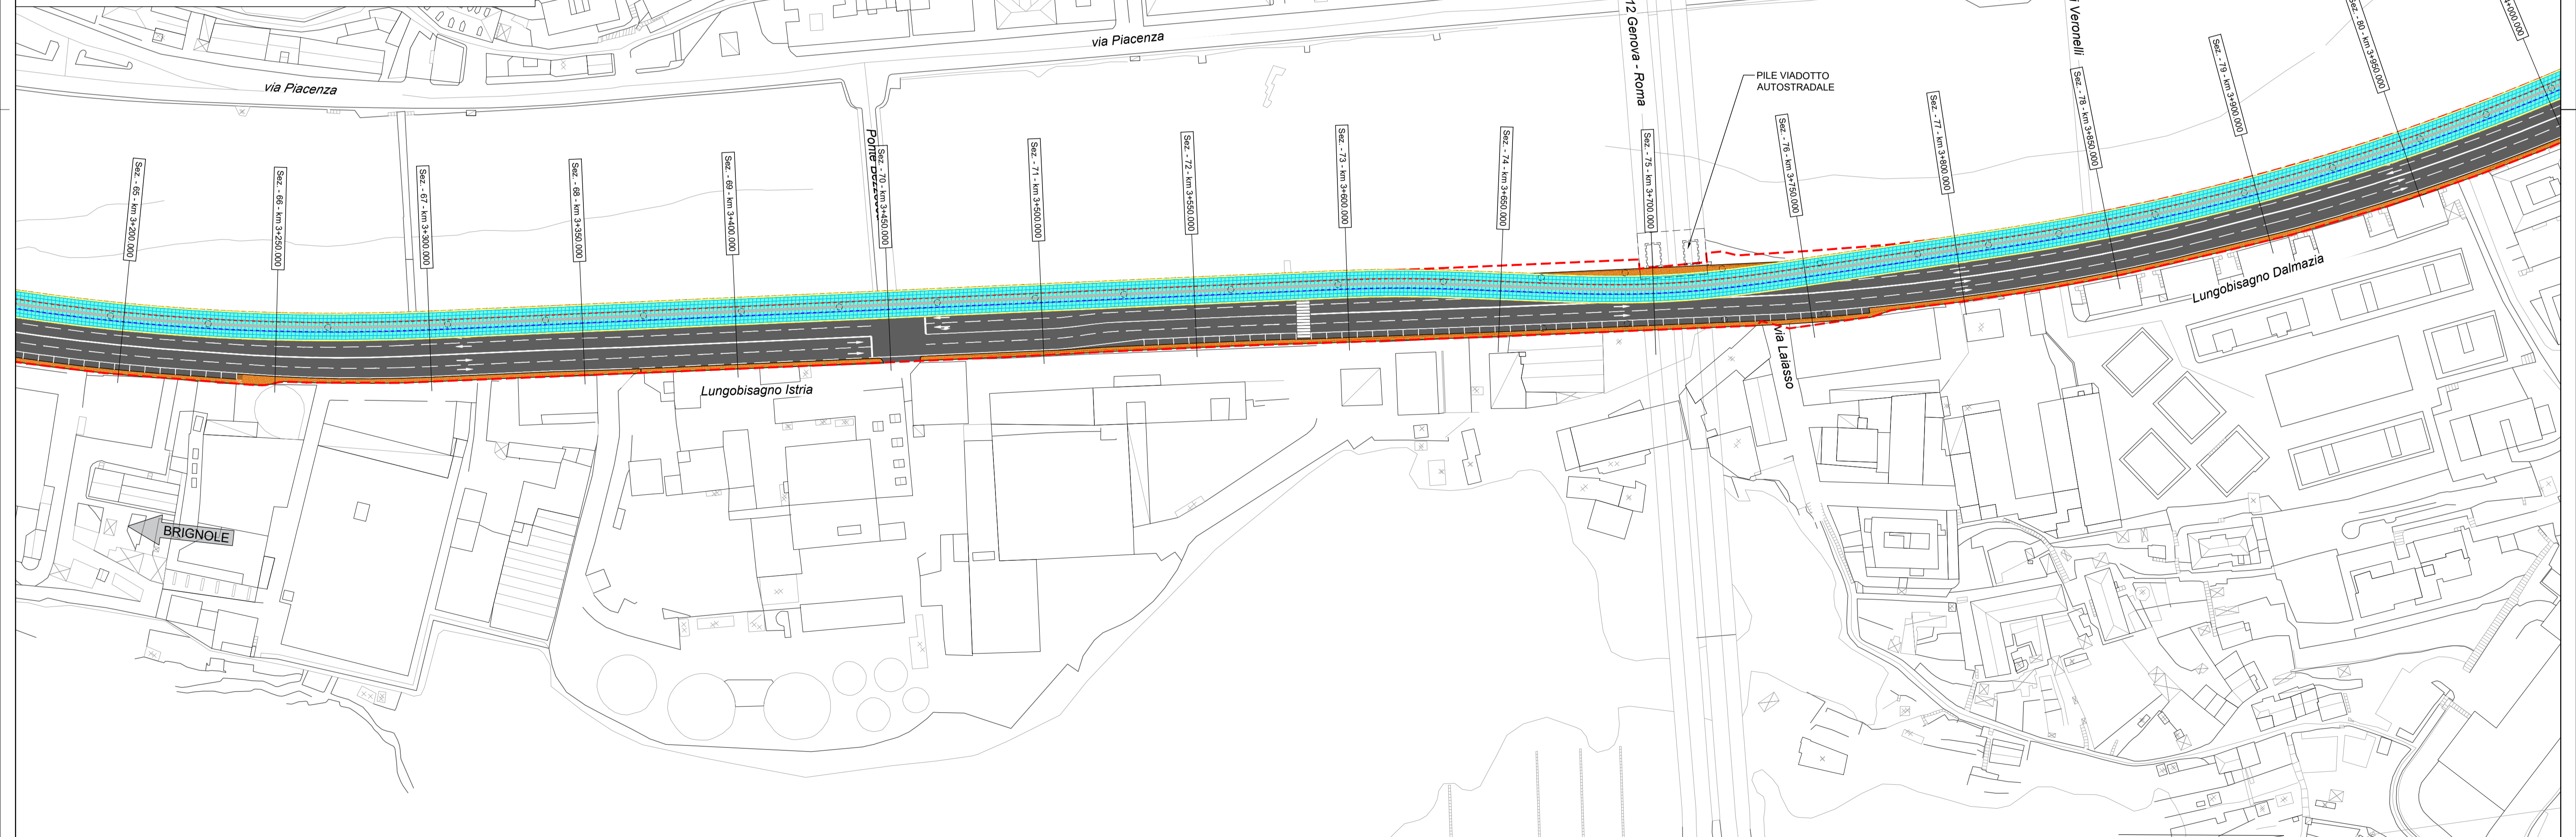 via Piacenza
via Piacenza
12 Genova - Roma
i Veronelli
PILE VIADOTTO
AUTOSTRADALE
Sez. - 65 - km 3+200.000
Sez. - 66 - km 3+250.000
Sez. - 67 - km 3+300.000
Sez. - 68 - km 3+350.000
Sez. - 69 - km 3+400.000
Ponte
Sez. - 70 - km 3+450.000
Sez. - 71 - km 3+500.000
Sez. - 72 - km 3+550.000
Sez. - 73 - km 3+600.000
Sez. - 74 - km 3+650.000
Sez. - 75 - km 3+700.000
Sez. - 76 - km 3+750.000
Sez. - 77 - km 3+800.000
Sez. - 78 - km 3+850.000
Sez. - 79 - km 3+900.000
Sez. - 80 - km 3+950.000
+000.000
Lungobisagno Istria
via Laiasso
Lungobisagno Dalmazia
BRIGNOLE